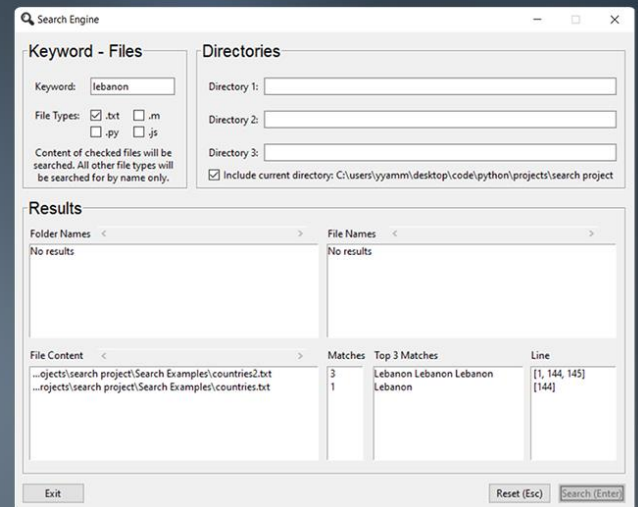 Search Engine
Keyword - Files
Keyword: lebanon
File Types: .txt .m
.py .js
Content of checked files will be
searched. All other file types will
be searched for by name only.
Directories
Directory 1:
Directory 2:
Directory 3:
Include current directory: C:\users\yyamm\desktop\code\python\projects\search project
Results
Folder Names < >
No results
File Names < >
No results
File Content < > Matches Top 3 Matches Line
...ojects\search project\Search Examples\countries2.txt 3 Lebanon Lebanon Lebanon [1, 144, 145]
...rojects\search project\Search Examples\countries.txt 1 Lebanon [144]
Exit Reset (Esc) Search (Enter)